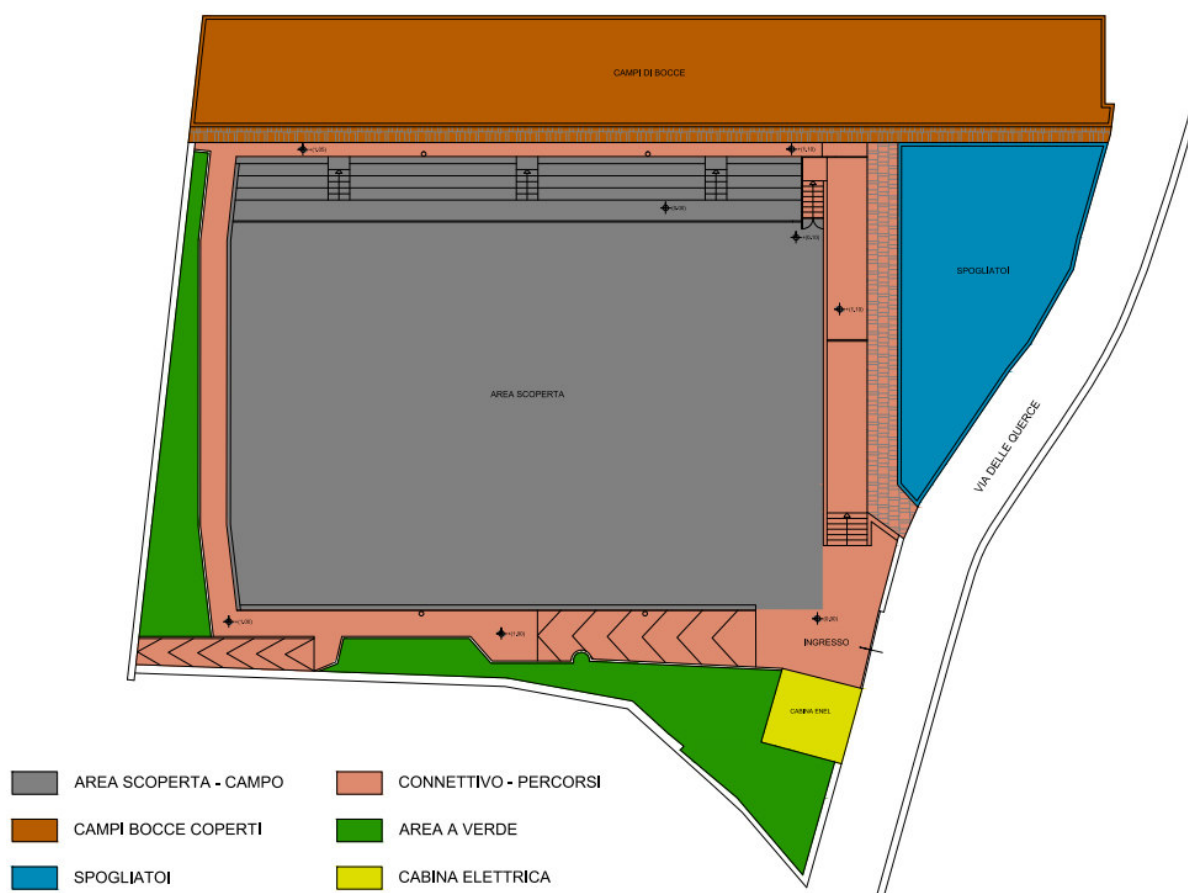 CAMPI DI BOCCE
SPOGLIATOI
AREA SCOPERTA
VIA DELLE QUERCE
INGRESSO
CABINA ENEL
AREA SCOPERTA - CAMPO
CONNETTIVO - PERCORSI
CAMPI BOCCE COPERTI
AREA A VERDE
SPOGLIATOI
CABINA ELETTRICA